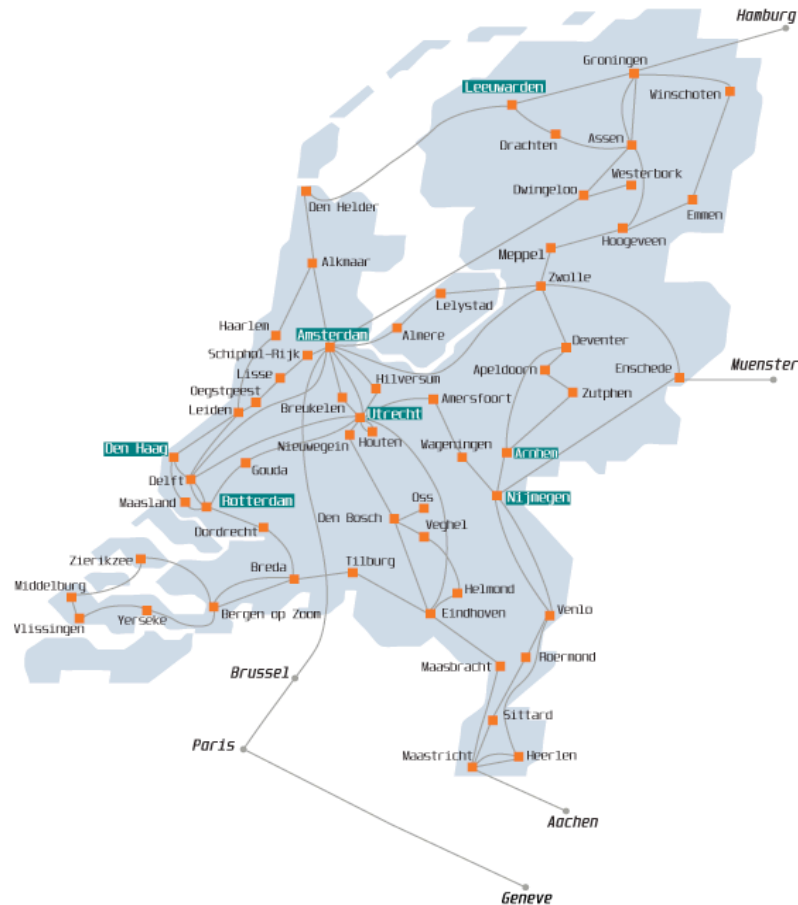 Hamburg
Groningen
Leeuwarden
Winschoten
Drachten
Assen
Westerbork
Dwingeloo
Den Helder
Emmen
Hoogeveen
Meppel
Alkmaar
Zwolle
Lelystad
Haarlem
Amsterdam
Almere
Deventer
Schiphol-Rijk
Muenster
Apeldoorn
Enschede
Lisse
Hilversum
Oegstgeest
Zutphen
Amersfoort
Leiden
Breukelen
Utrecht
Nieuwegein
Houten
Wageningen
Den Haag
Arnhem
Gouda
Delft
Nijmegen
Oss
Maasland
Rotterdam
Den Bosch
Veghel
Dordrecht
Zierikzee
Tilburg
Breda
Middelburg
Helmond
Bergen op Zoom
Eindhoven
Venlo
Yerseke
Vlissingen
Roermond
Maasbracht
Brussel
Sittard
Paris
Maastricht
Heerlen
Aachen
Geneve